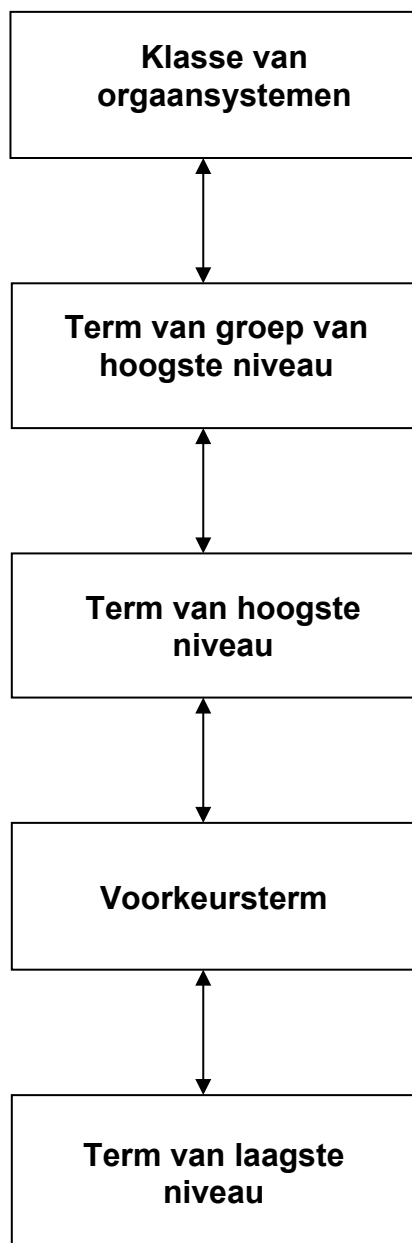 Klasse van
orgaansystemen
Term van groep van
hoogste niveau
Term van hoogste
niveau
Voorkeursterm
Term van laagste
niveau